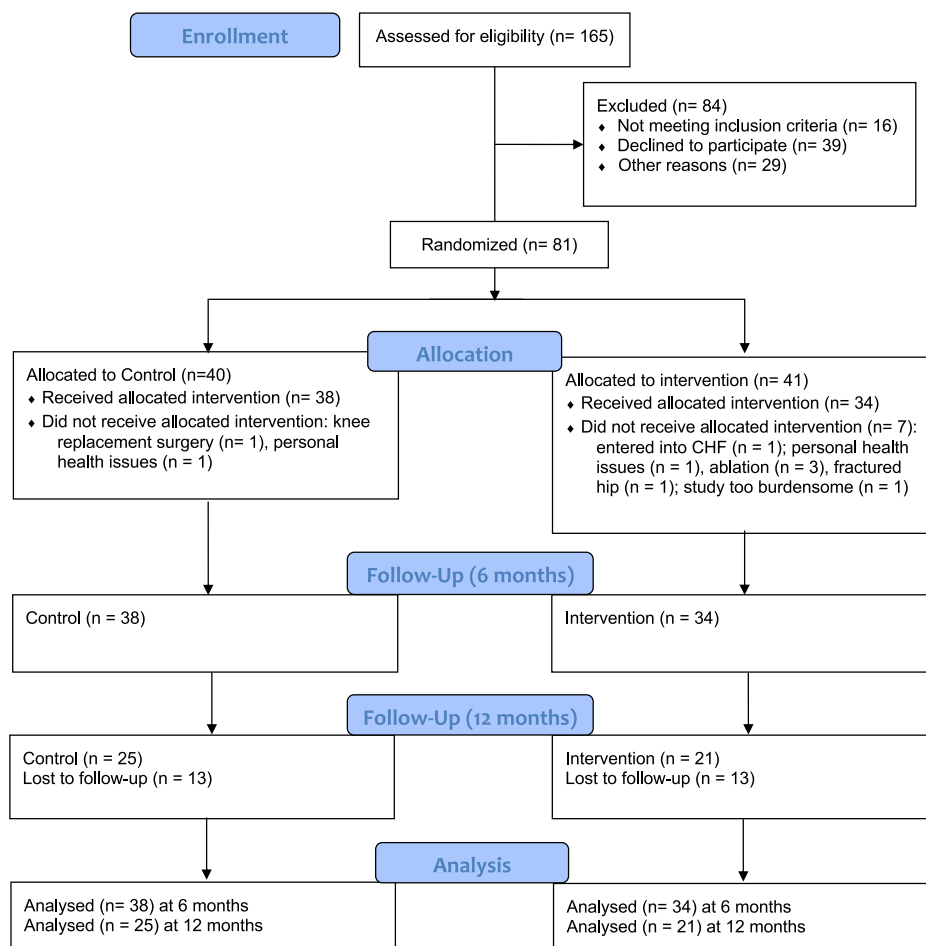 Enrollment
Assessed for eligibility (n= 165)
Excluded (n= 84)
♦ Not meeting inclusion criteria (n= 16)
♦ Declined to participate (n= 39)
♦ Other reasons (n= 29)
Randomized (n= 81)
Allocation
Allocated to Control (n=40)
♦ Received allocated intervention (n= 38)
♦ Did not receive allocated intervention: knee
replacement surgery (n= 1), personal
health issues (n = 1)
Allocated to intervention (n= 41)
♦ Received allocated intervention (n= 34)
♦ Did not receive allocated intervention (n= 7):
entered into CHF (n = 1); personal health
issues (n = 1), ablation (n = 3), fractured
hip (n = 1); study too burdensome (n = 1)
Follow-Up (6 months)
Control (n = 38)
Intervention (n = 34)
Follow-Up (12 months)
Control (n = 25)
Lost to follow-up (n = 13)
Intervention (n = 21)
Lost to follow-up (n = 13)
Analysis
Analysed (n= 38) at 6 months
Analysed (n = 25) at 12 months
Analysed (n= 34) at 6 months
Analysed (n = 21) at 12 months